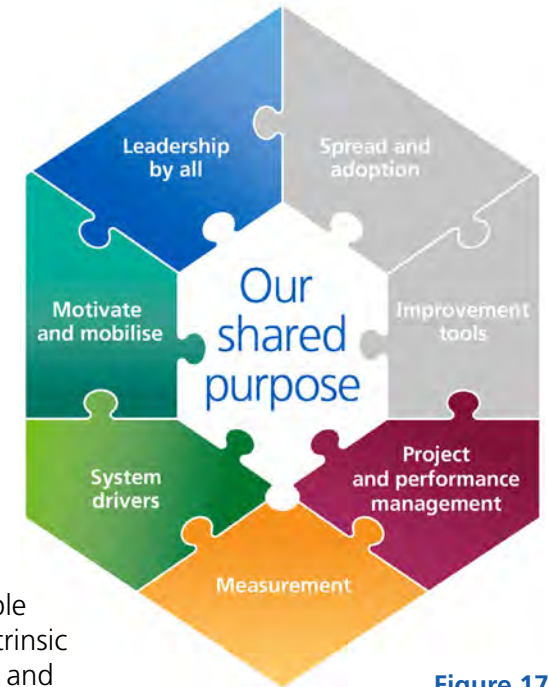 Leadership
by all
Spread and
adoption
Our
shared
purpose
Motivate
and mobilise
Improvement
tools
System
drivers
Project
and performance
management
Measurement
and
Figure 17